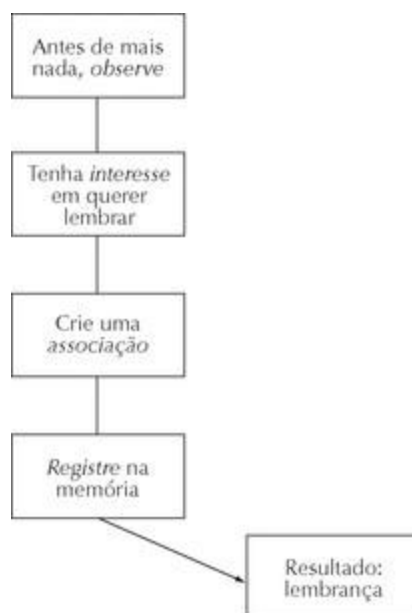 Antes de mais
nada, observe
Tenha interesse
em querer
lembrar
Crie uma
associação
Registre na
memória
Resultado:
lembrança